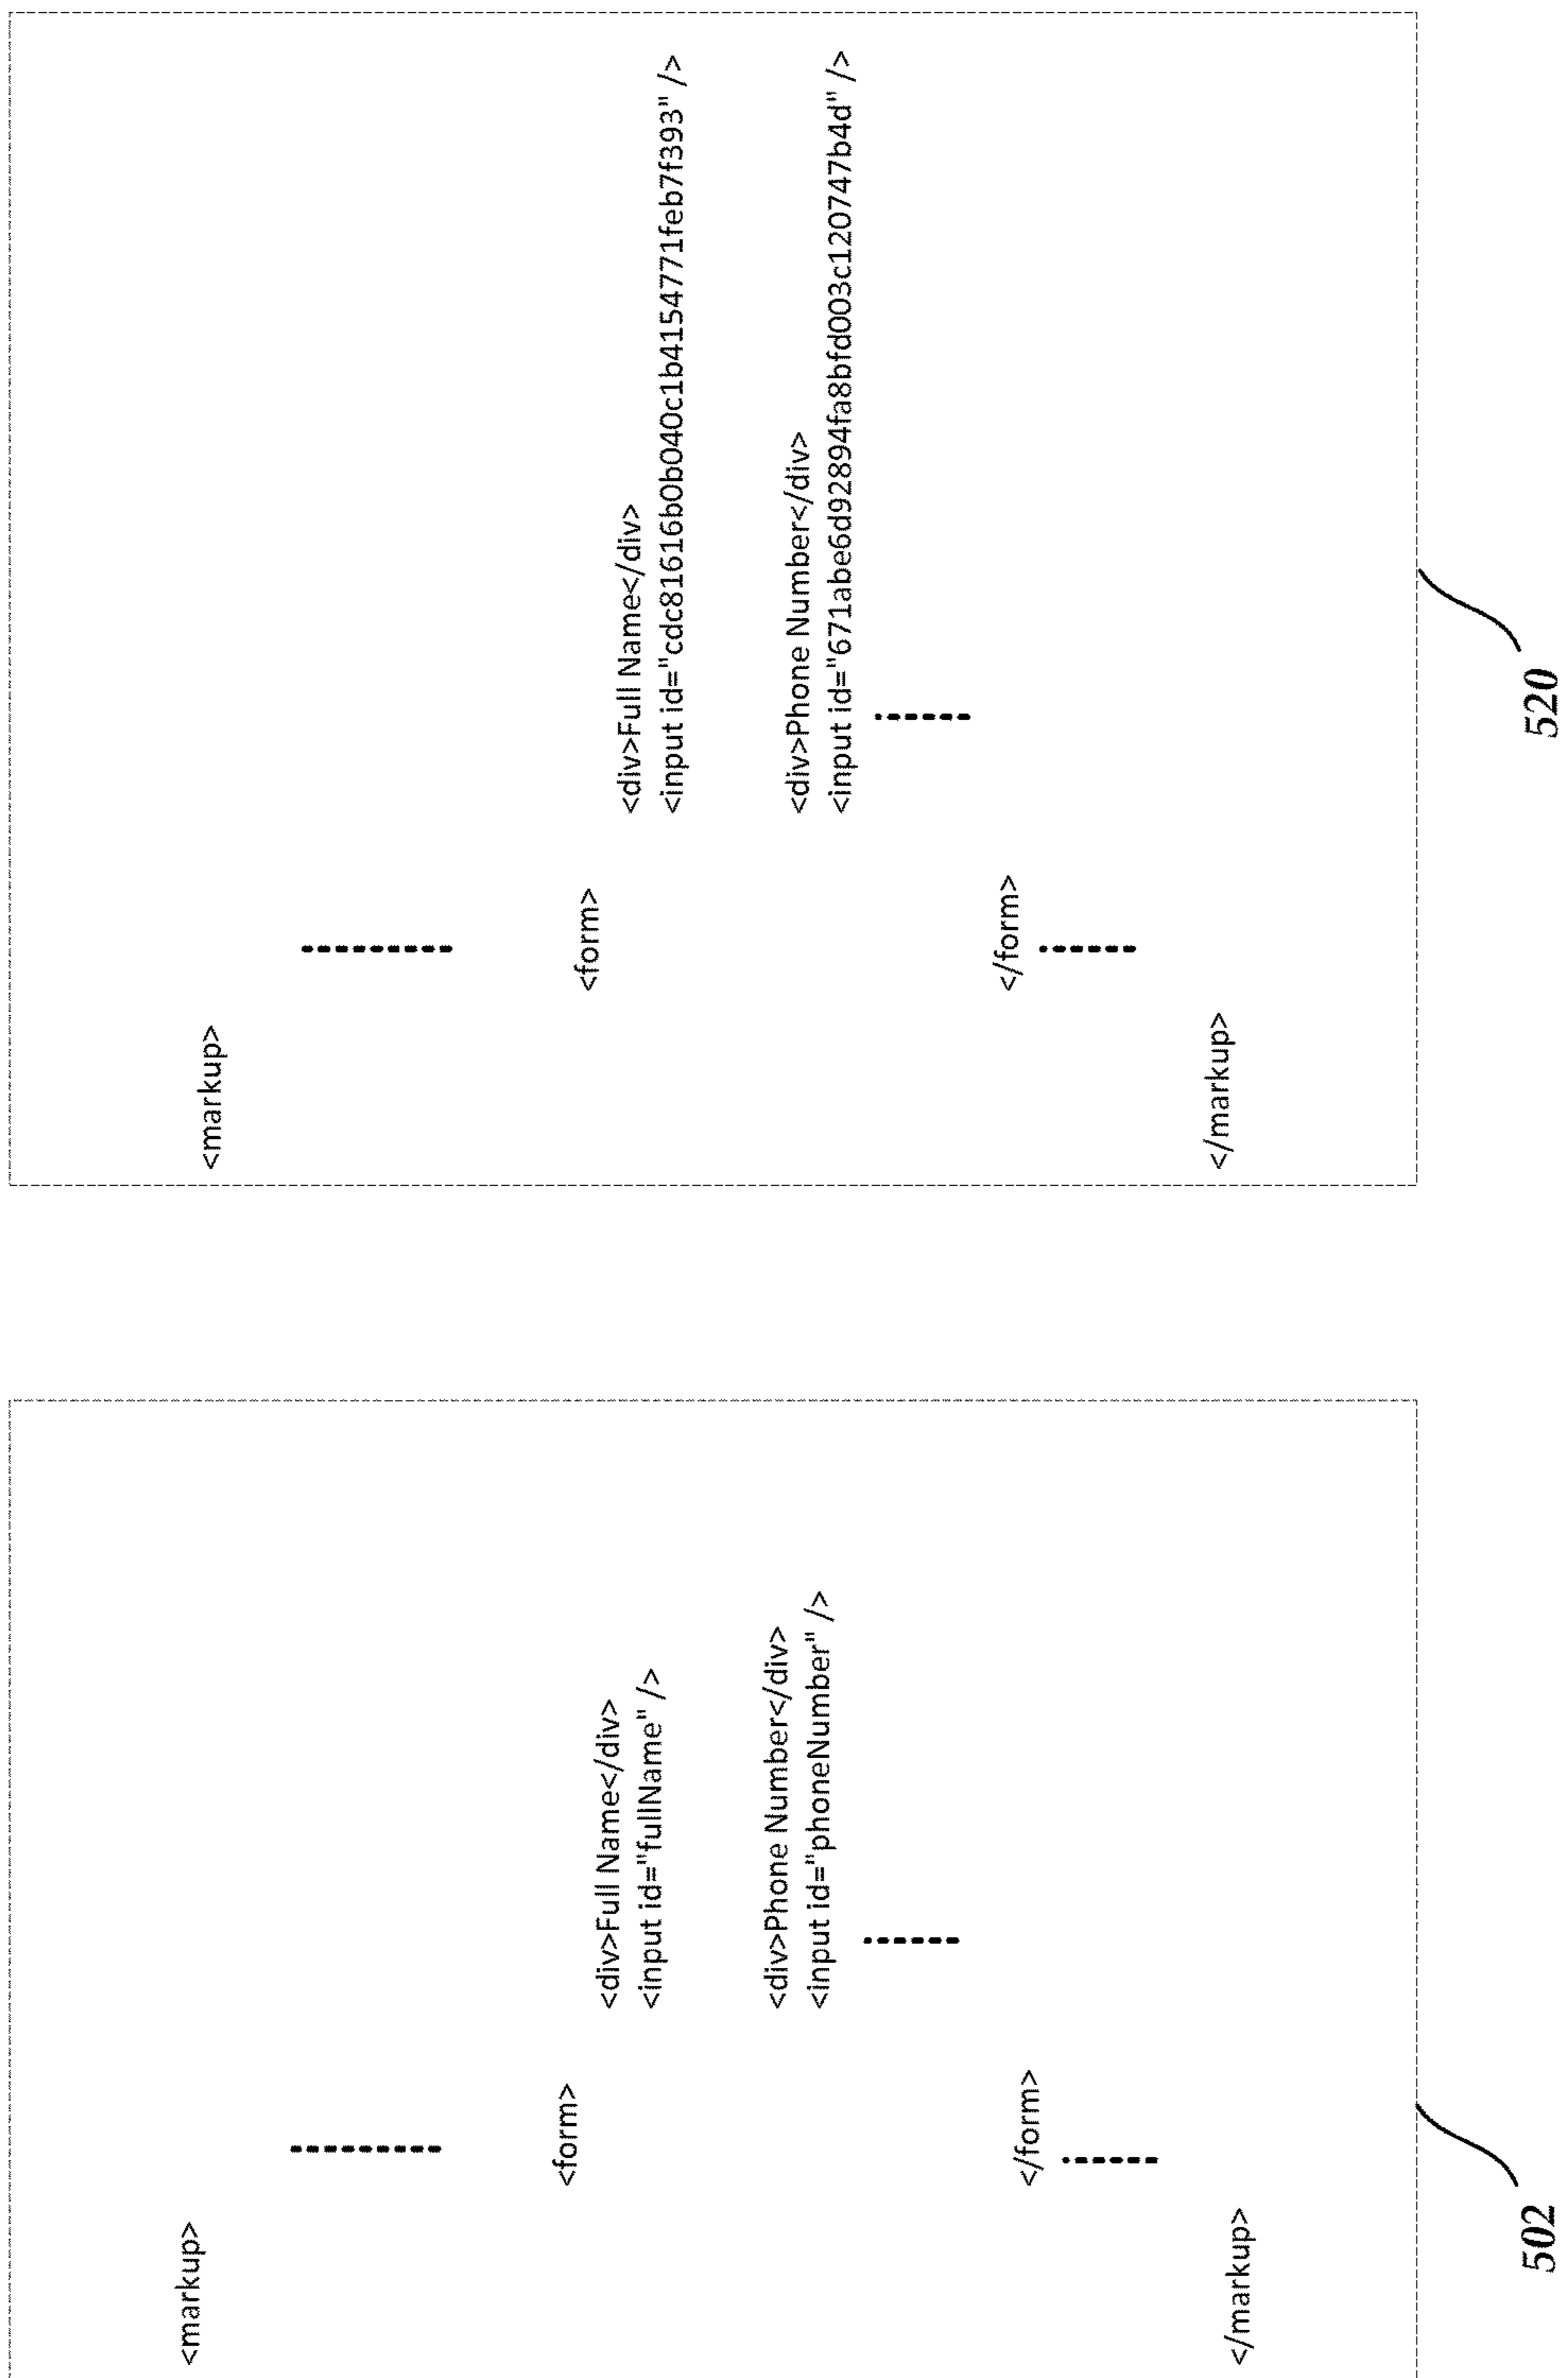 <markup>
<form>
<div>Full Name</div>
<input id="fullName" />
<div>Phone Number</div>
<input id="phoneNumber" />
</form>
</markup>
502
<markup>
<form>
<div>Full Name</div>
<input id="cdc81616b0b040c1b4154771feb7f393" />
<div>Phone Number</div>
<input id="671abe6d92894fa8bfd003c120747b4d" />
</form>
</markup>
520